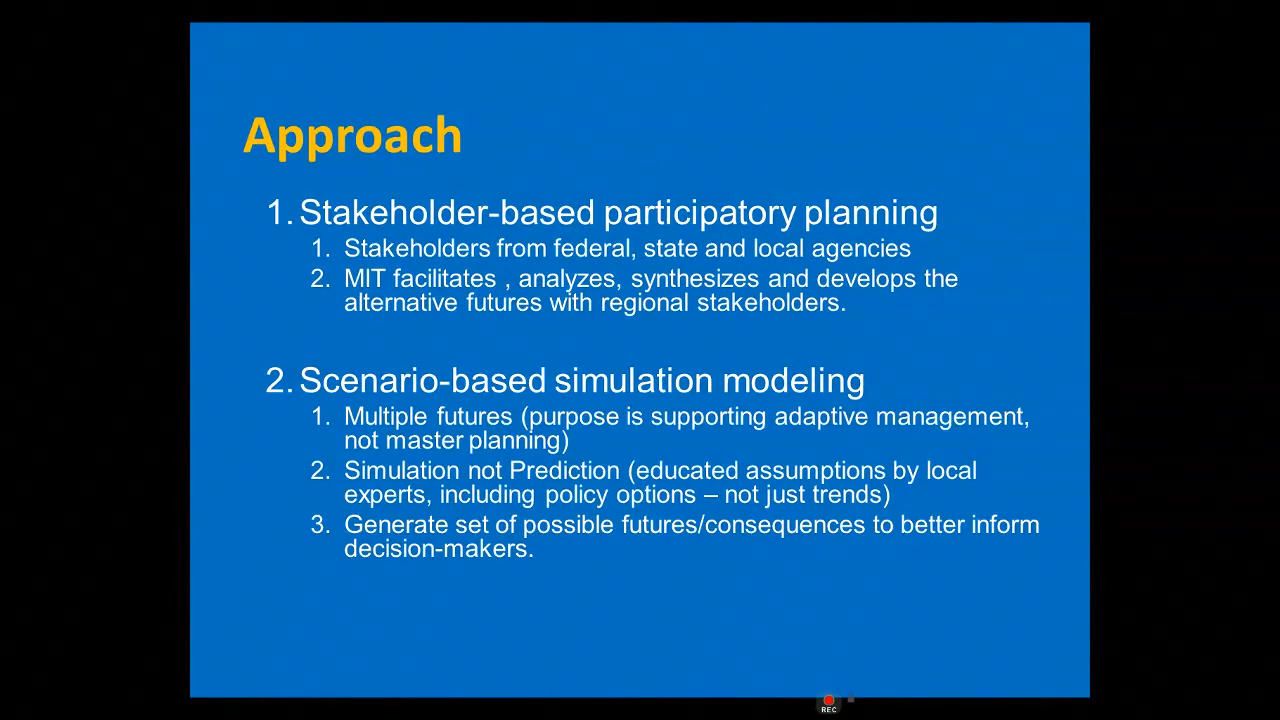 Approach
1. Stakeholder-based participatory planning
1. Stakeholders from federal, state and local agencies
2. MIT facilitates , analyzes, synthesizes and develops the
alternative futures with regional stakeholders.
2. Scenario-based simulation modeling
1. Multiple futures (purpose is supporting adaptive management,
not master planning)
2. Simulation not Prediction (educated assumptions by local
experts, including policy options – not just trends)
3. Generate set of possible futures/consequences to better inform
decision-makers.
REC